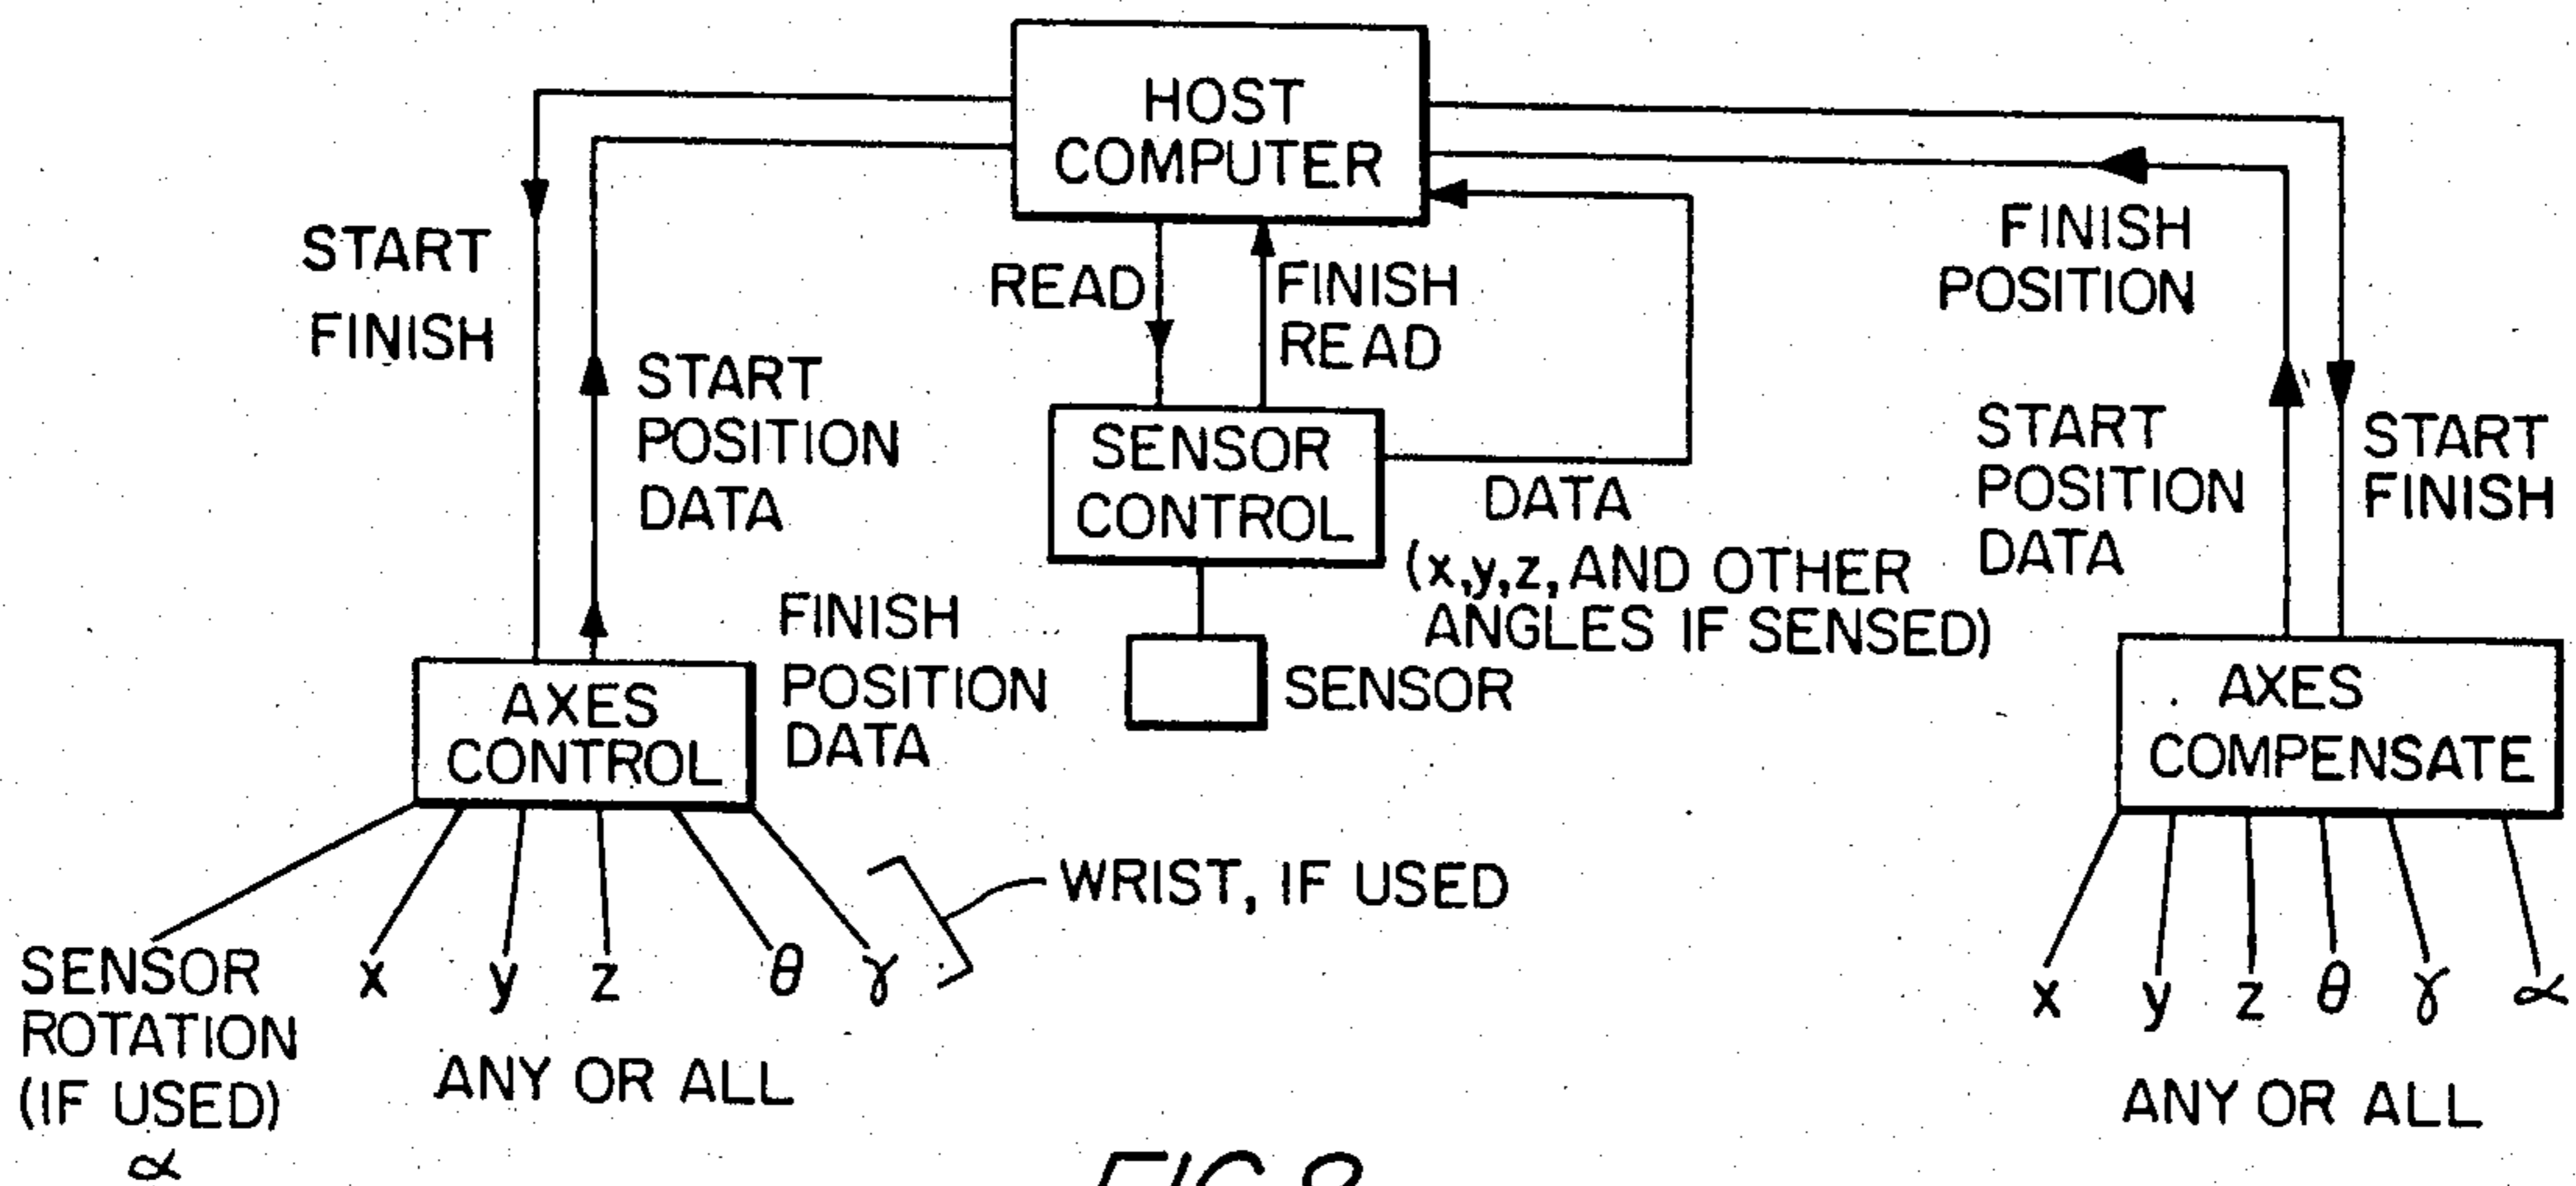 HOST
COMPUTER
START
FINISH
START
POSITION
DATA
READ
FINISH
READ
FINISH
POSITION
START
POSITION
DATA
START
FINISH
SENSOR
CONTROL
DATA
(x,y,z, AND OTHER
ANGLES IF SENSED)
SENSOR
FINISH
POSITION
DATA
AXES
CONTROL
AXES
COMPENSATE
WRIST, IF USED
SENSOR
ROTATION
(IF USED)
α
x y z θ γ
ANY OR ALL
x y z θ γ α
ANY OR ALL